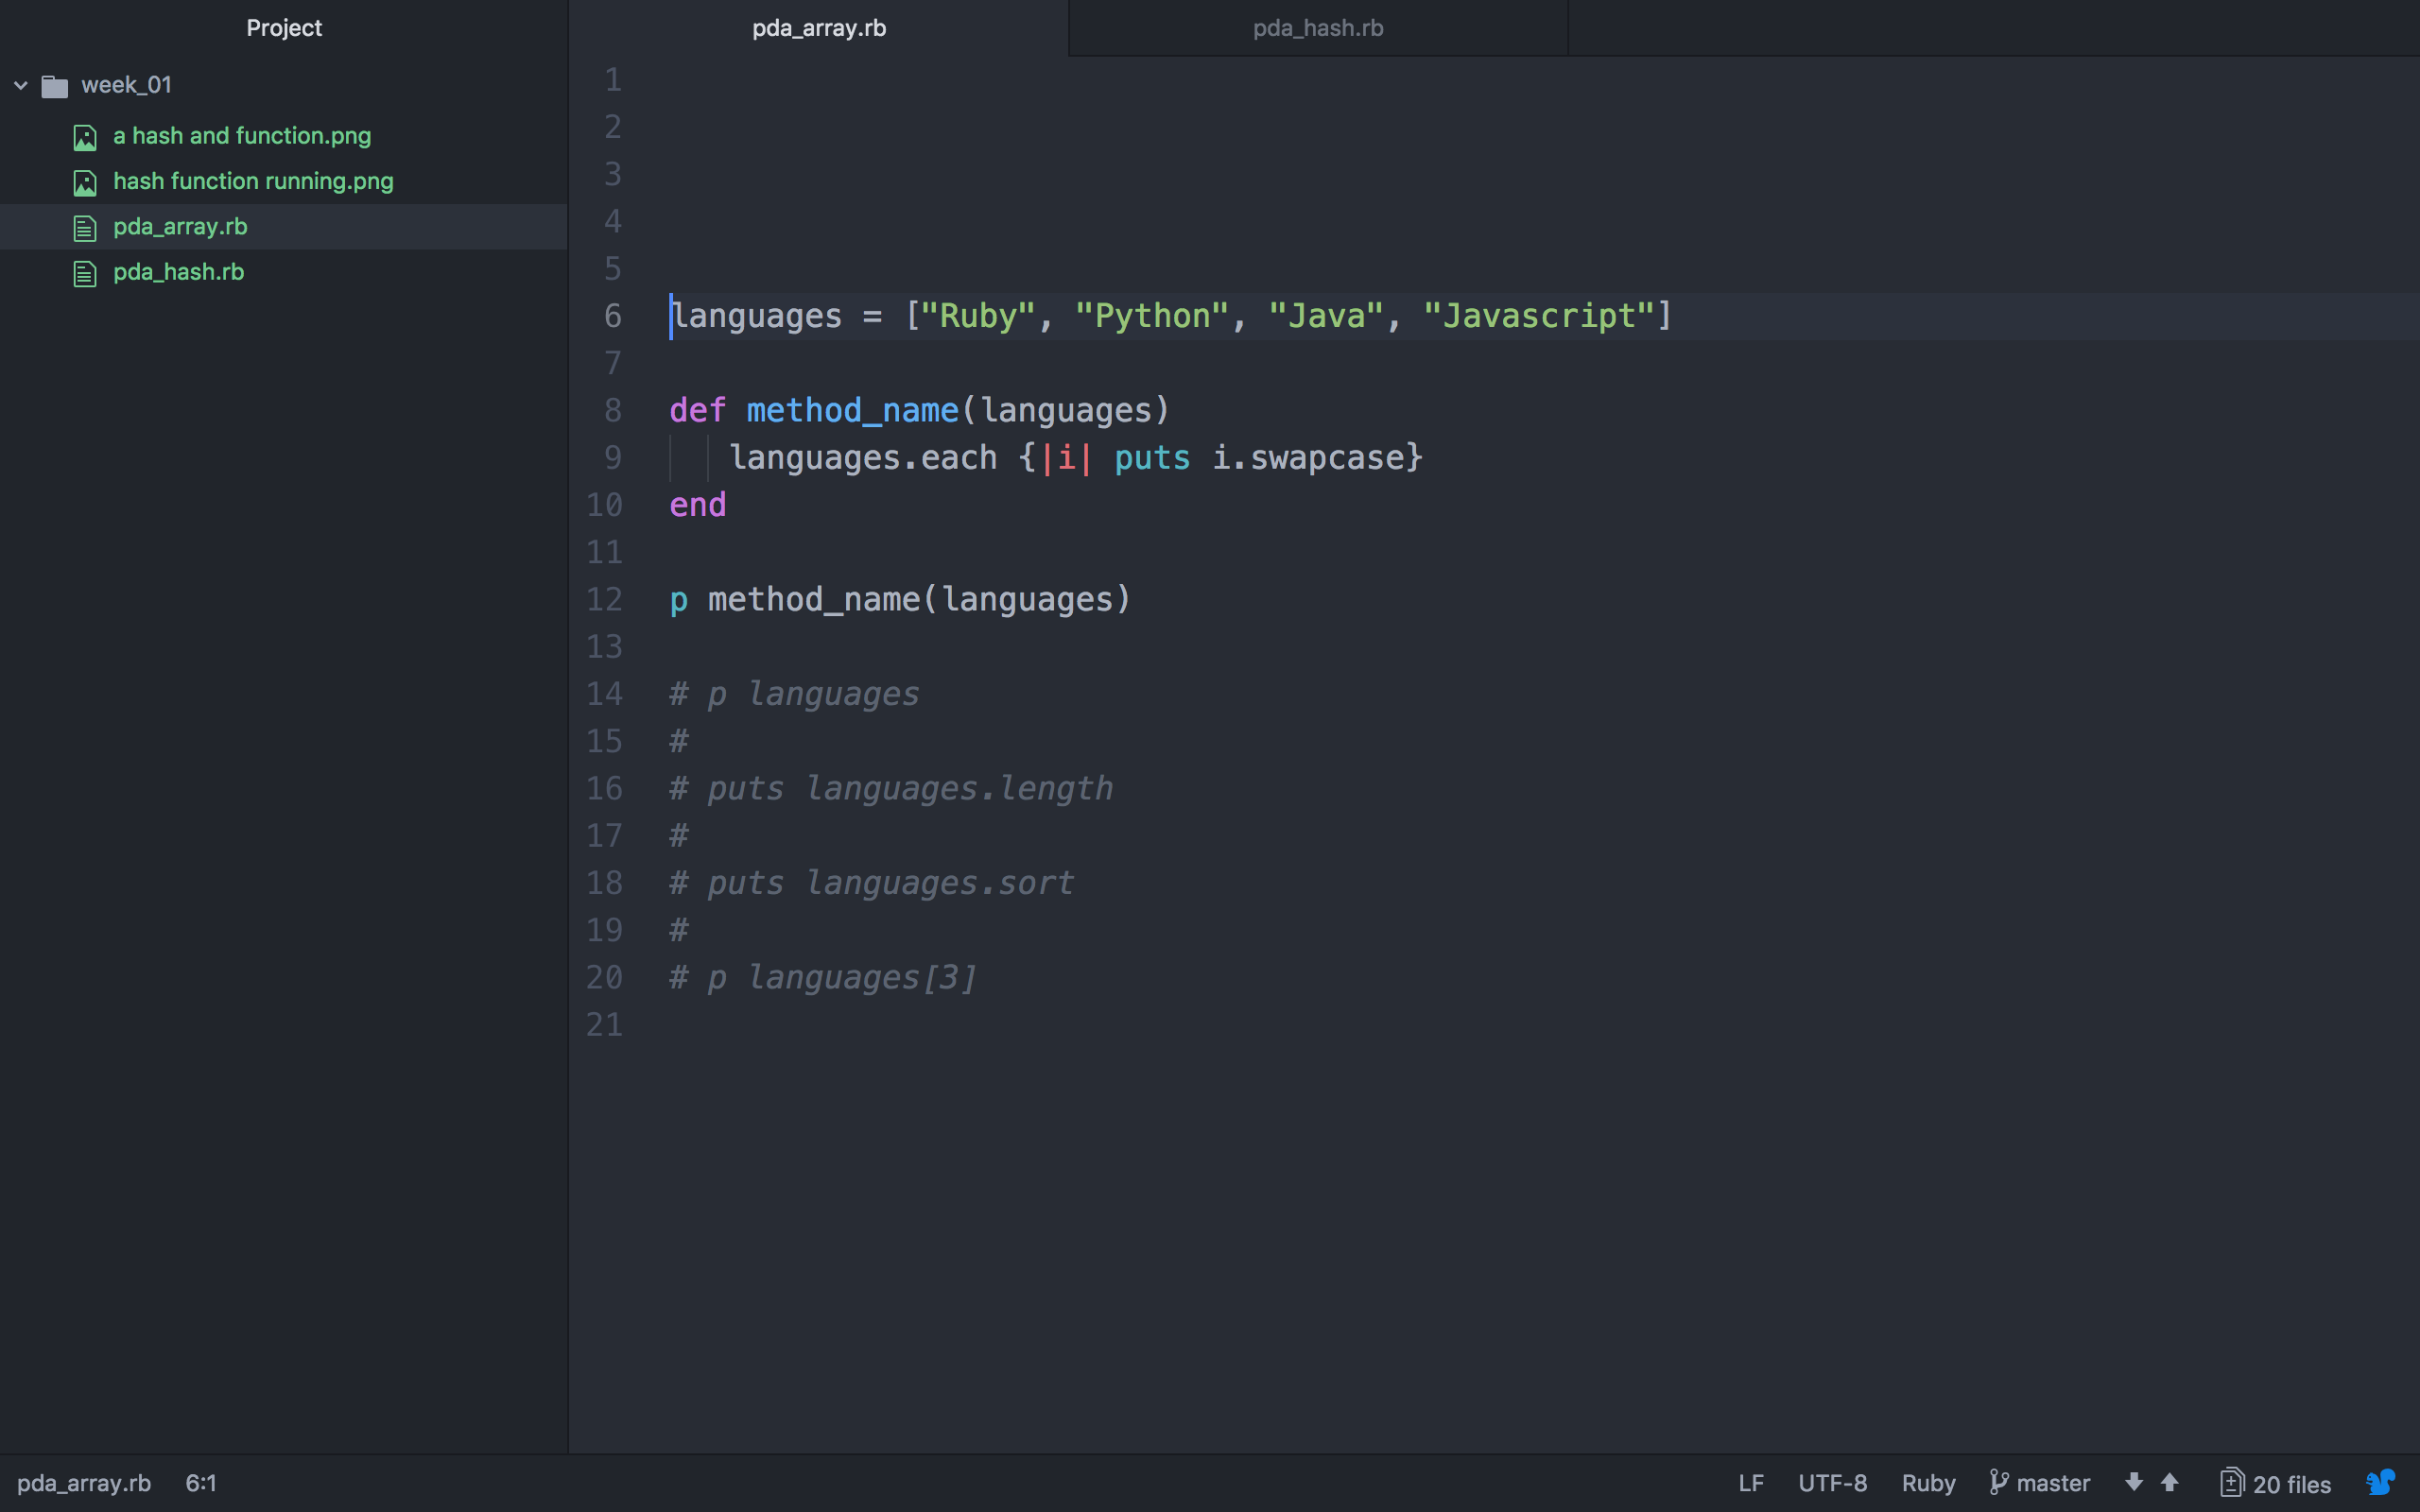 Project
week_01
a hash and function.png
hash function running.png
pda_array.rb
pda_hash.rb
pda_array.rb
pda_hash.rb
1
2
3
4
5
6 languages = ["Ruby", "Python", "Java", "Javascript"]
7
8 def method_name(languages)
9 languages.each {|i| puts i.swapcase}
10 end
11
12 p method_name(languages)
13
14 # p languages
15 #
16 # puts languages.length
17 #
18 # puts languages.sort
19 #
20 # p languages[3]
21
pda_array.rb 6:1 LF UTF-8 Ruby master 20 files